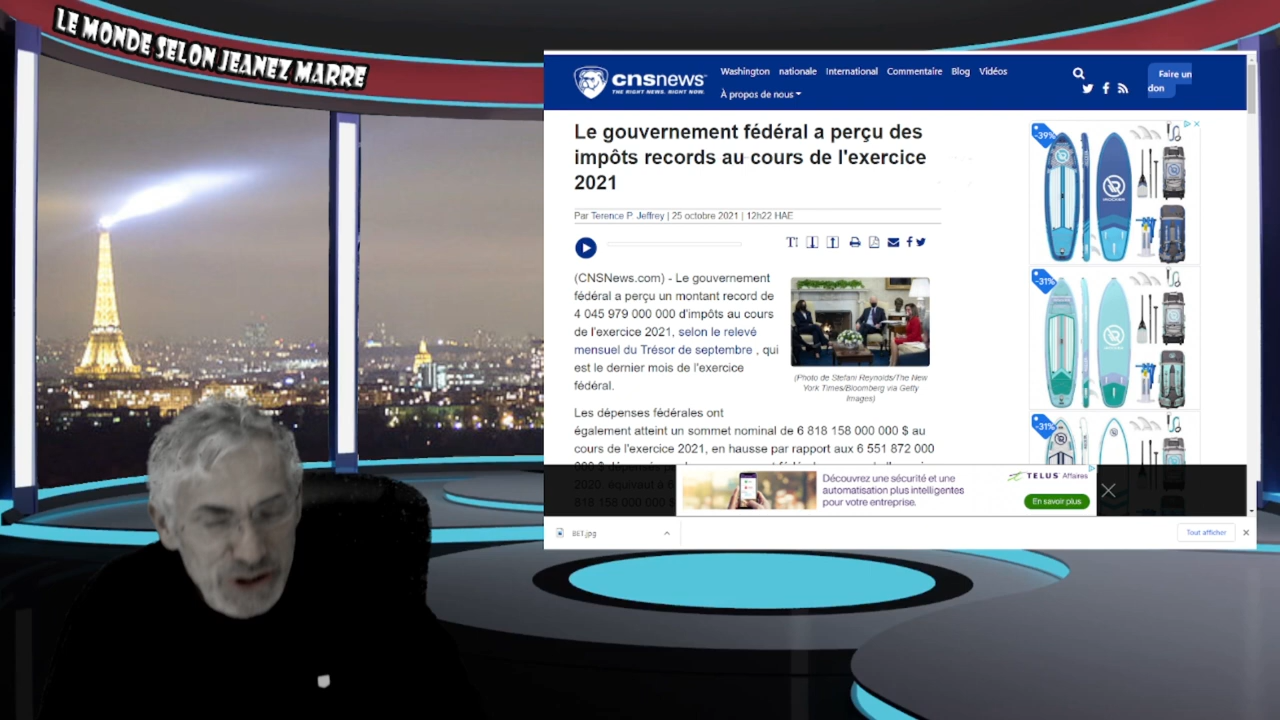 LE MONDE SELON JEANEZ MARRE
cnsnews
THE RIGHT NEWS. RIGHT NOW.
Washington nationale International Commentaire Blog Vidéos
À propos de nous
Faire un
don
Le gouvernement fédéral a perçu des
impôts records au cours de l'exercice
2021
Par Terence P. Jeffrey | 25 octobre 2021 | 12h22 HAE
(CNSNews.com) - Le gouvernement
fédéral a perçu un montant record de
4 045 979 000 000 d'impôts au cours
de l'exercice 2021, selon le relevé
mensuel du Trésor de septembre , qui
est le dernier mois de l'exercice
fédéral.
(Photo de Stefani Reynolds/The New
York Times/Bloomberg via Getty
Images)
Les dépenses fédérales ont
également atteint un sommet nominal de 6 818 158 000 000 $ au
cours de l'exercice 2021, en hausse par rapport aux 6 551 872 000
2020
818 158 000 000 $
-39%
-31%
-31%
Découvrez une sécurité et une
automatisation plus intelligentes
pour votre entreprise.
TELUS Affaires
En savoir plus
BET.jpg
Tout afficher